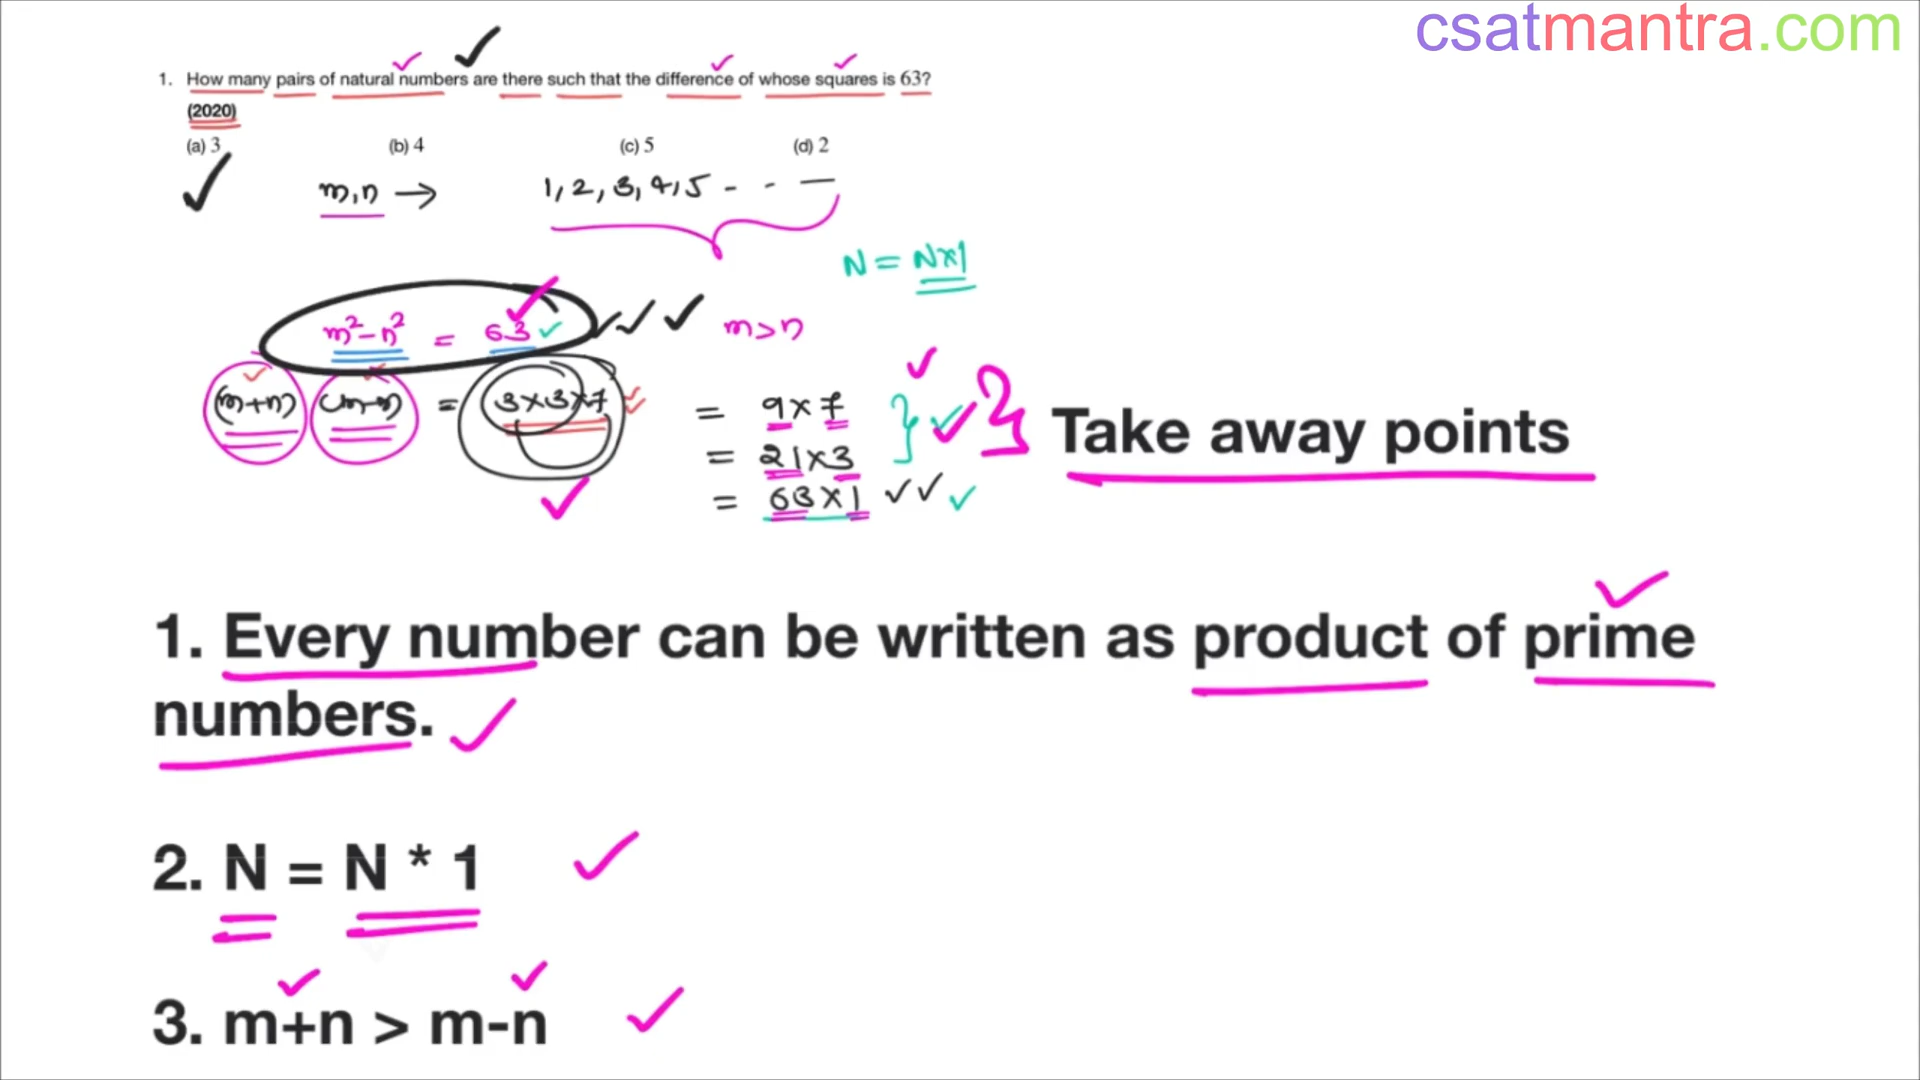 csatmantra.com
1. How many pairs of natural numbers are there such that the difference of whose squares is 63?
(2020)
(a) 3 (b) 4 (c) 5 (d) 2
m,n → 1, 2, 3, 4, 5 - - —
N = N×1
m² – n² = 63 m > n
(m+n) (m-n) = 3×3×7 = 9×7
= 21×3
= 63×1
Take away points
1. Every number can be written as product of prime
numbers.
2. N = N * 1
3. m+n > m-n